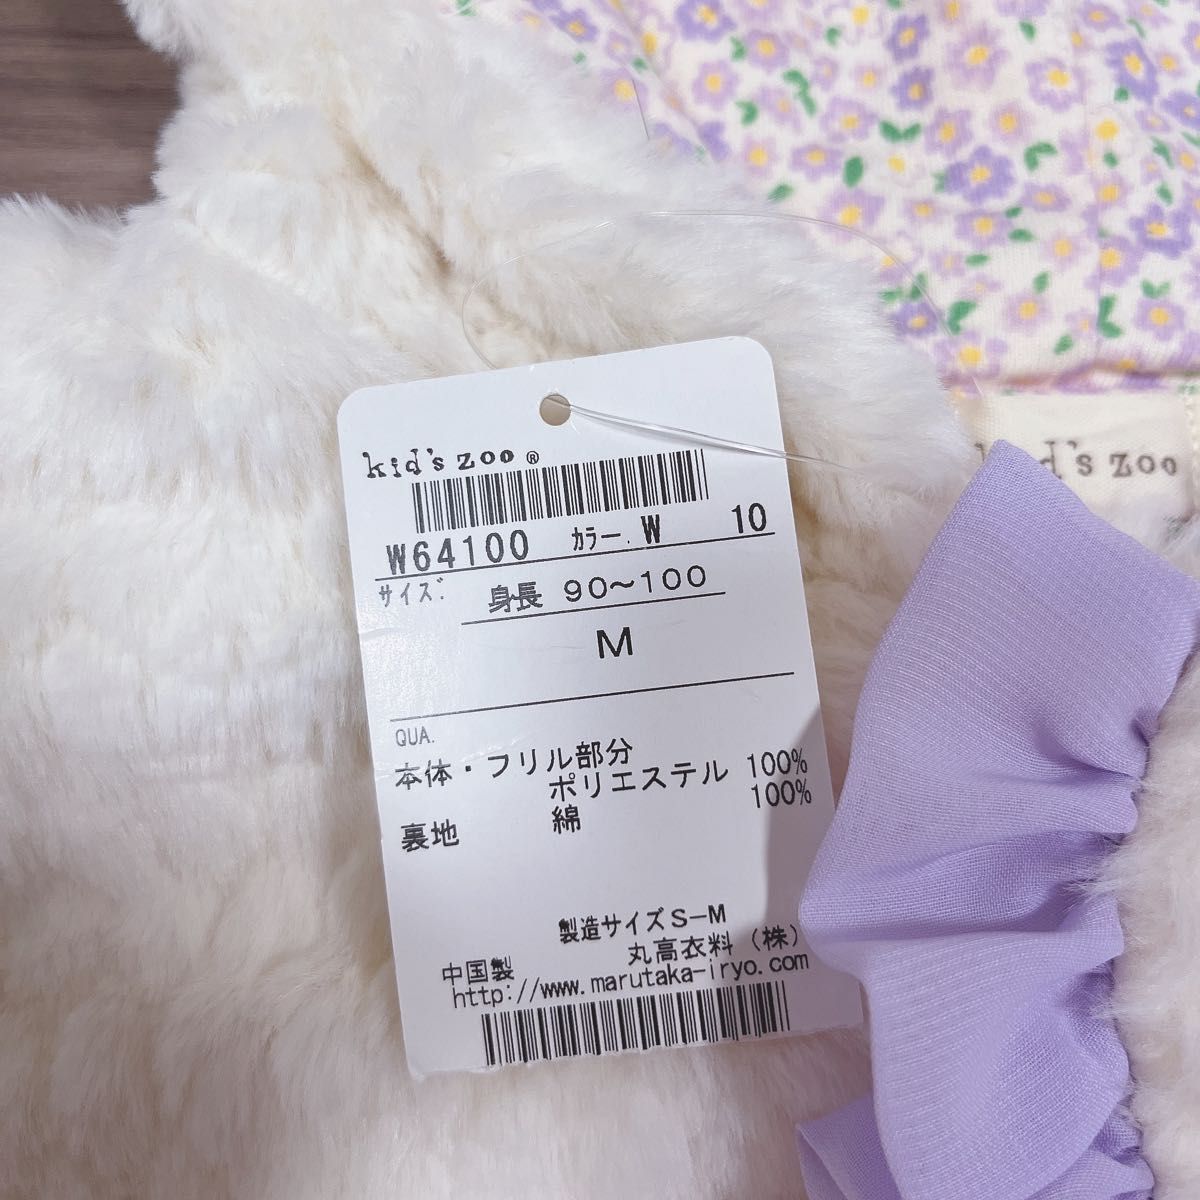 kid's zoo ®
W64100 カラー. W 10
サイズ: 身長 90～100
M
QUA.
本体・フリル部分
ポリエステル 100%
裏地 綿 100%
製造サイズS-M
丸高衣料(株)
中国製
http://www.marutaka-iryo.com
kid's zoo